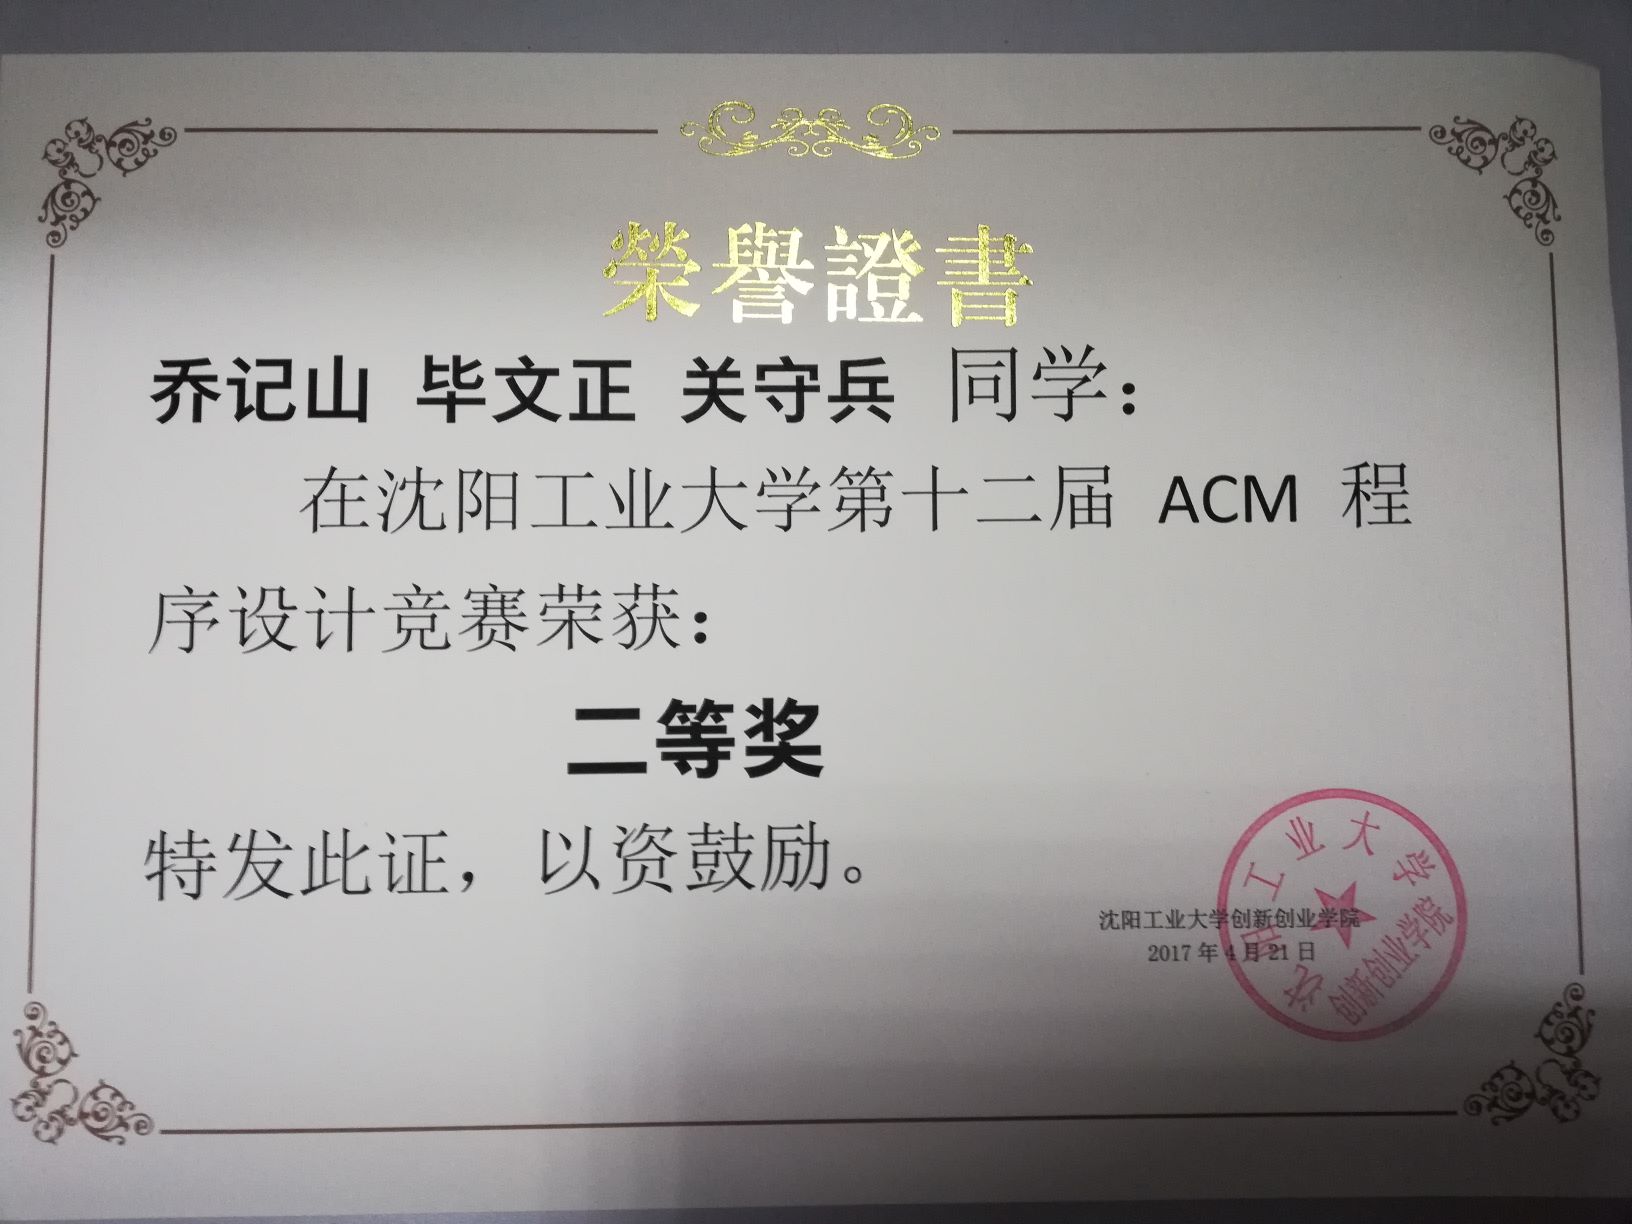 榮譽證書
乔记山 毕文正 关守兵 同学：
在沈阳工业大学第十二届 ACM 程
序设计竞赛荣获：
二等奖
特发此证，以资鼓励。
沈阳工业大学创新创业学院
2017 年 4 月 21 日
沈阳工业大学
创新创业学院